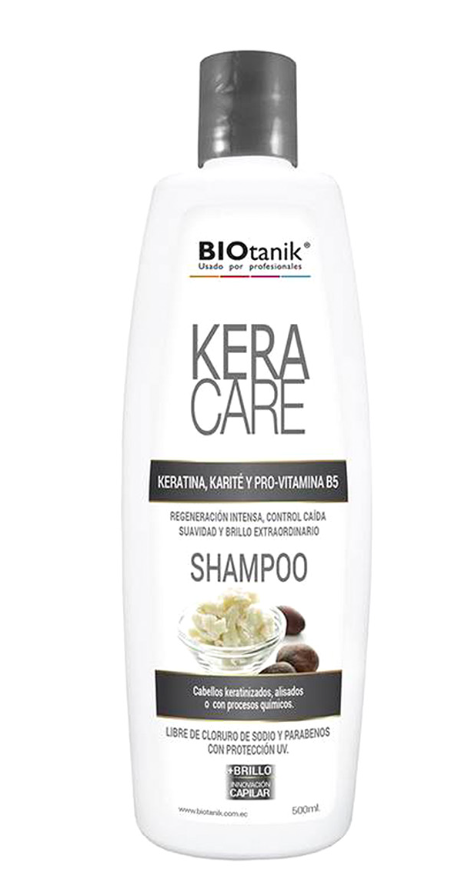 BIOtanik®
Usado por profesionales
KERA
CARE
KERATINA, KARITÉ Y PRO-VITAMINA B5
REGENERACIÓN INTENSA, CONTROL CAÍDA
SUAVIDAD Y BRILLO EXTRAORDINARIO
SHAMPOO
Cabellos keratinizados, alisados
o con procesos químicos.
LIBRE DE CLORURO DE SODIO Y PARABENOS
CON PROTECCIÓN UV.
+BRILLO
INNOVACIÓN
CAPILAR
www.biotanik.com.ec
500ml.